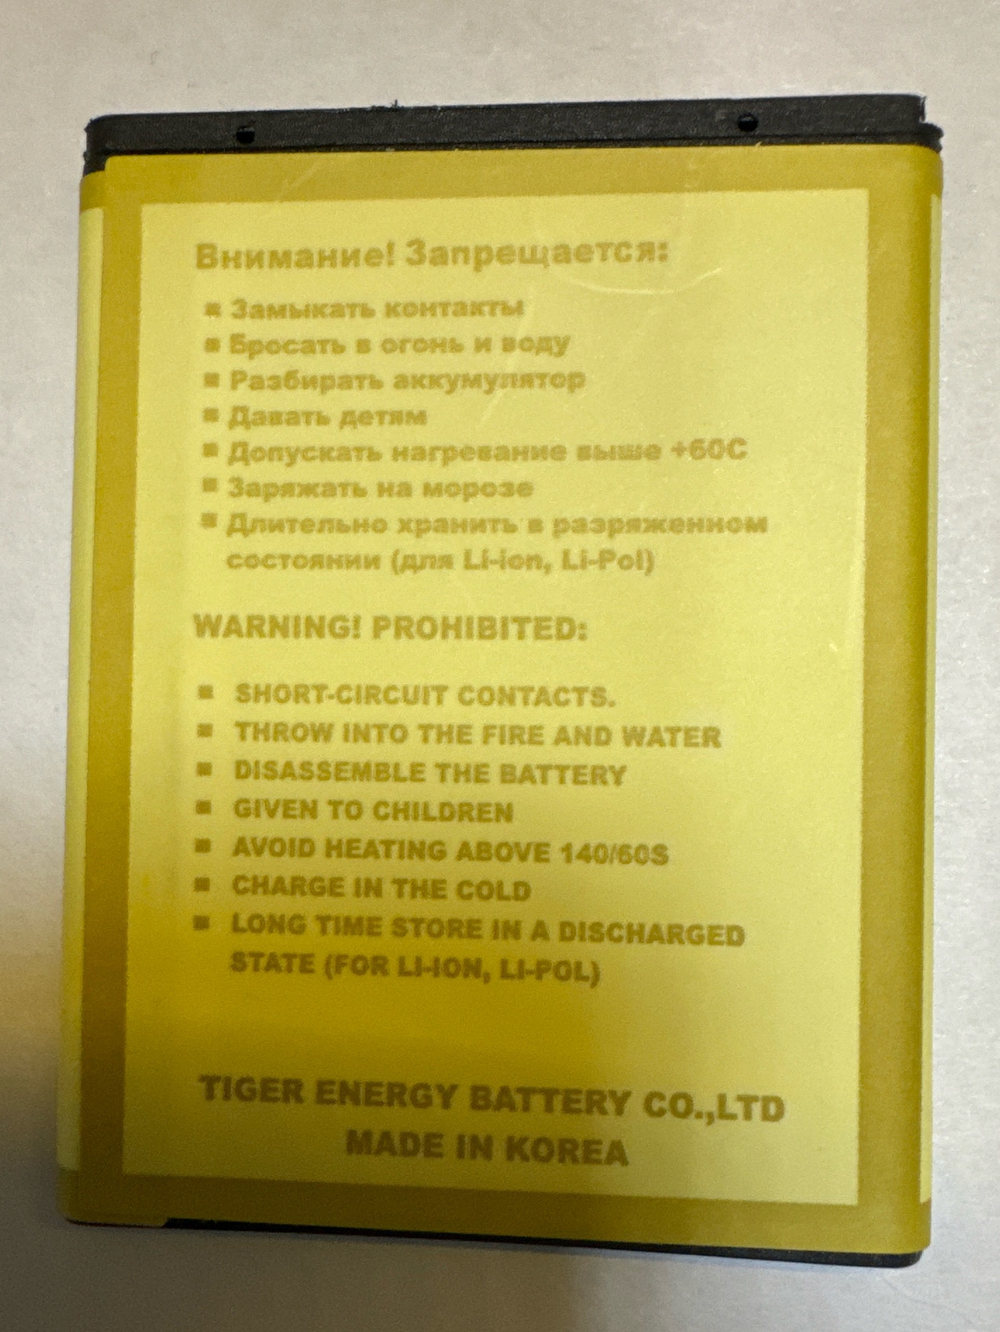 Внимание! Запрещается:
▪ Замыкать контакты
▪ Бросать в огонь и воду
▪ Разбирать аккумулятор
▪ Давать детям
▪ Допускать нагревание выше +60С
▪ Заряжать на морозе
▪ Длительно хранить в разряженном
состоянии (для Li-ion, Li-Pol)
WARNING! PROHIBITED:
▪ SHORT-CIRCUIT CONTACTS.
▪ THROW INTO THE FIRE AND WATER
▪ DISASSEMBLE THE BATTERY
▪ GIVEN TO CHILDREN
▪ AVOID HEATING ABOVE 140/60S
▪ CHARGE IN THE COLD
▪ LONG TIME STORE IN A DISCHARGED
STATE (FOR LI-ION, LI-POL)
TIGER ENERGY BATTERY CO.,LTD
MADE IN KOREA